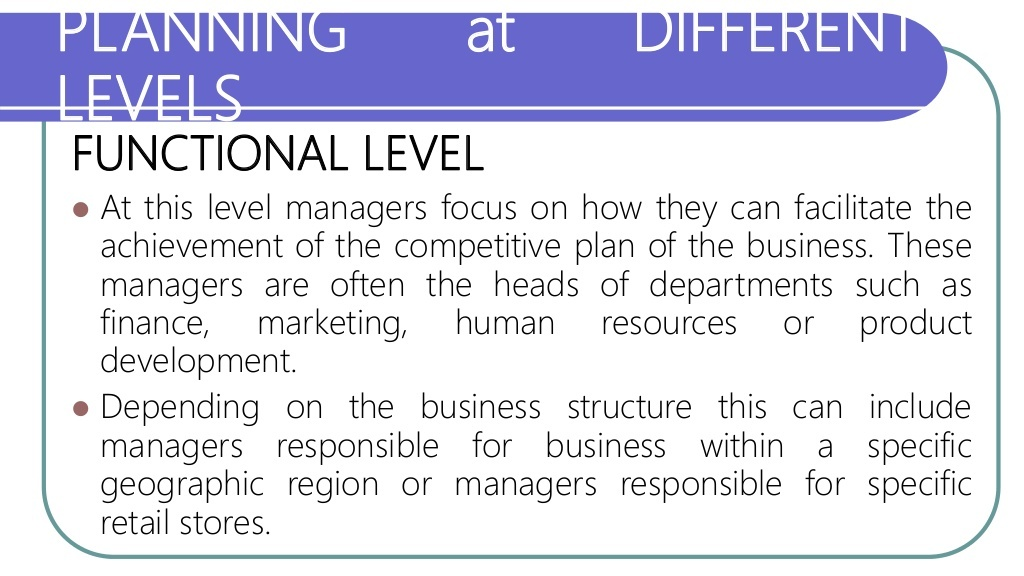 PLANNING at DIFFERENT
LEVELS
FUNCTIONAL LEVEL
At this level managers focus on how they can facilitate the
achievement of the competitive plan of the business. These
managers are often the heads of departments such as
finance, marketing, human resources or product
development.
Depending on the business structure this can include
managers responsible for business within a specific
geographic region or managers responsible for specific
retail stores.